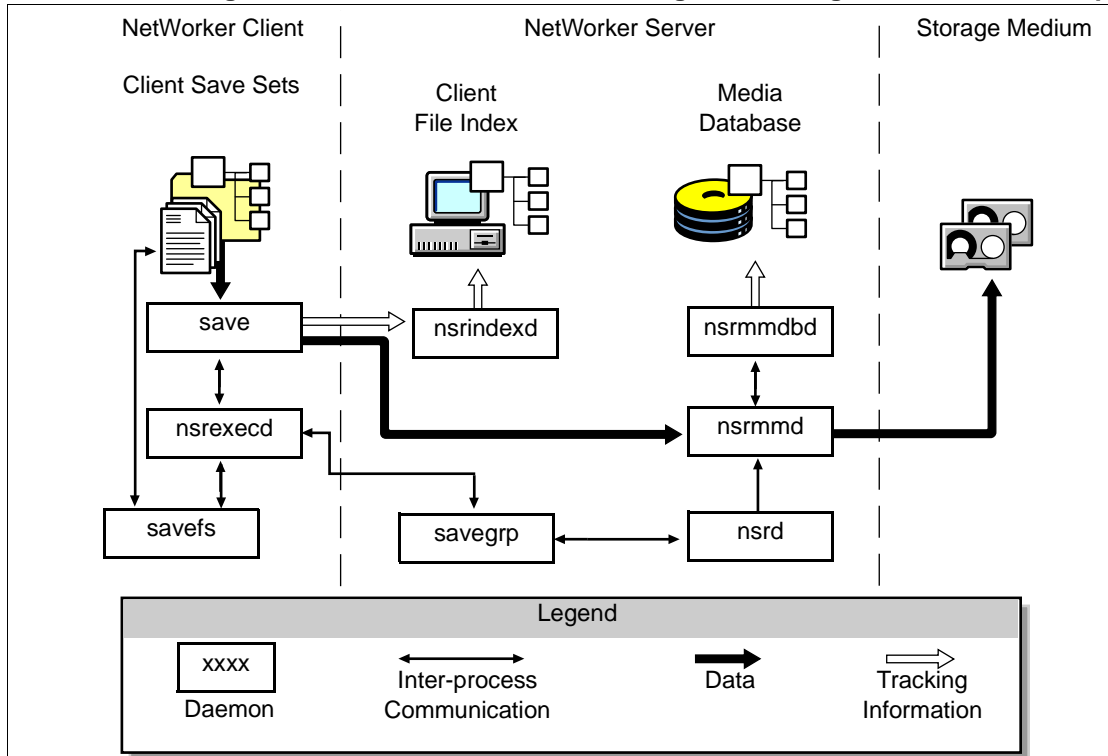 NetWorker Client
NetWorker Server
Storage Medium
Client Save Sets
Client
File Index
Media
Database
save
nsrindexd
nsrmmdbd
nsrexecd
nsrmmd
savefs
savegrp
nsrd
Legend
xxxx
Daemon
Inter-process
Communication
Data
Tracking
Information